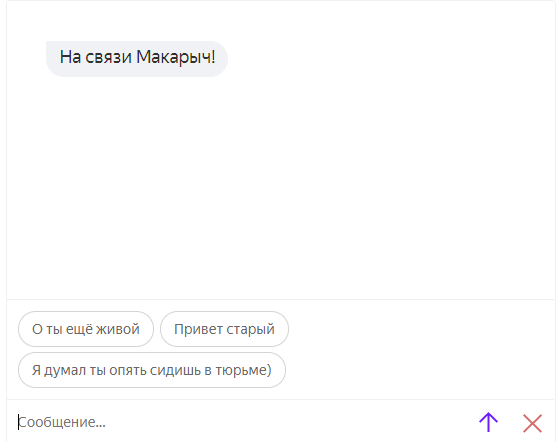 На связи Макарыч!
О ты ещё живой
Привет старый
Я думал ты опять сидишь в тюрьме)
Сообщение...